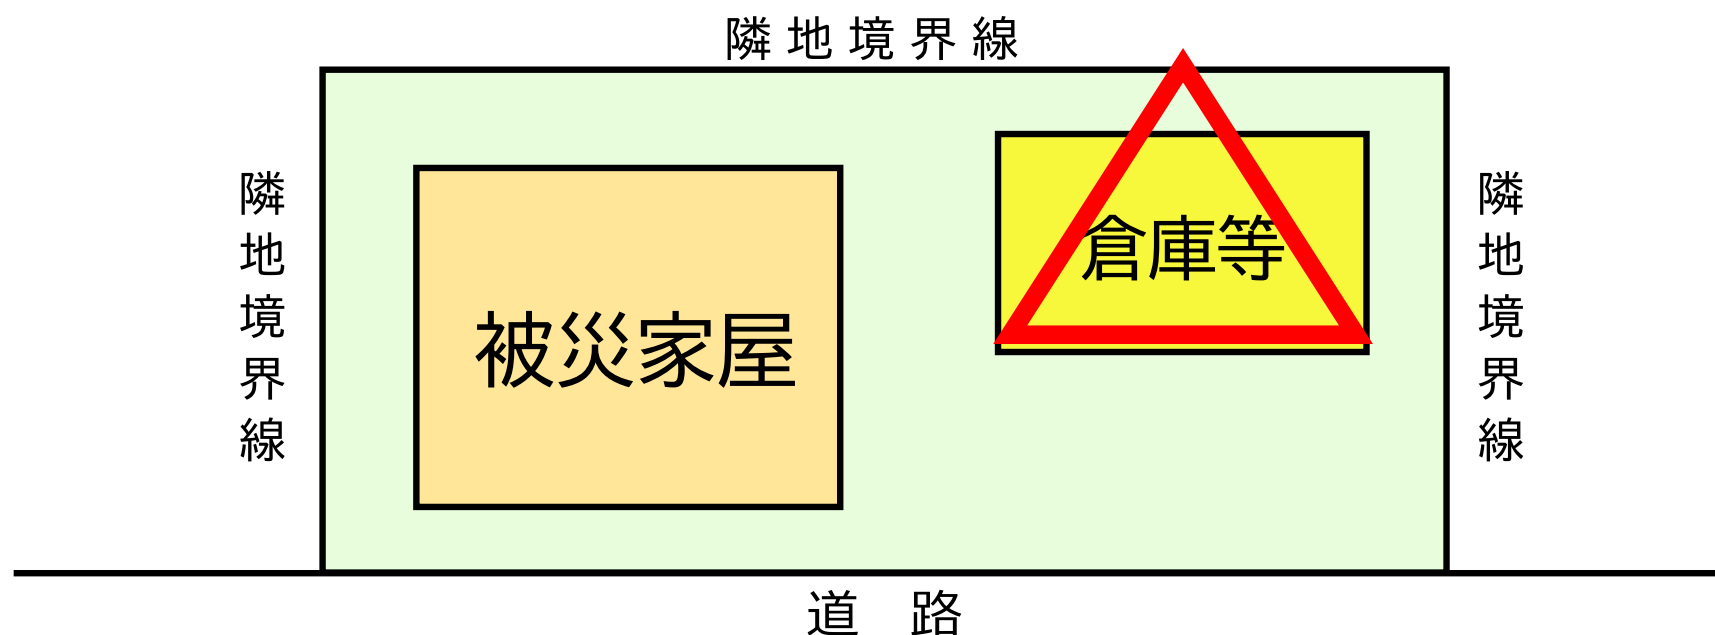 隣地境界線
隣地境界線
被災家屋
倉庫等
隣地境界線
道　路